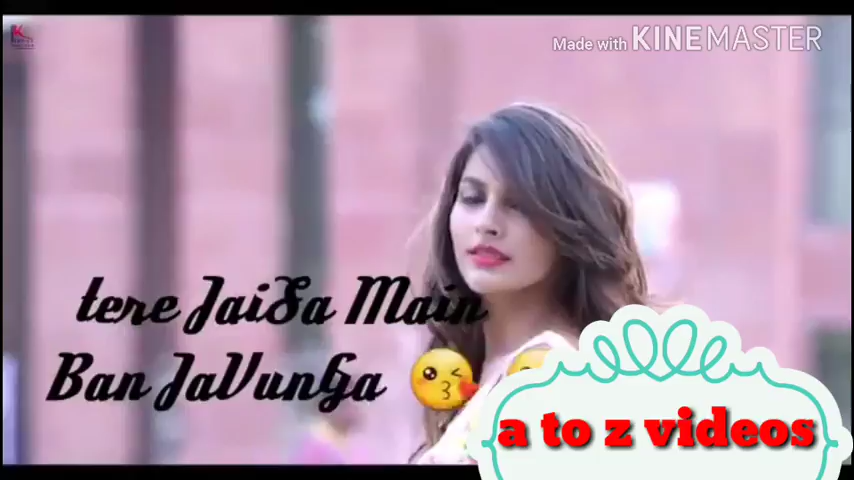 Made with KINEMASTER
tere JaiSa Main
Ban JaVunGa
a to z videos